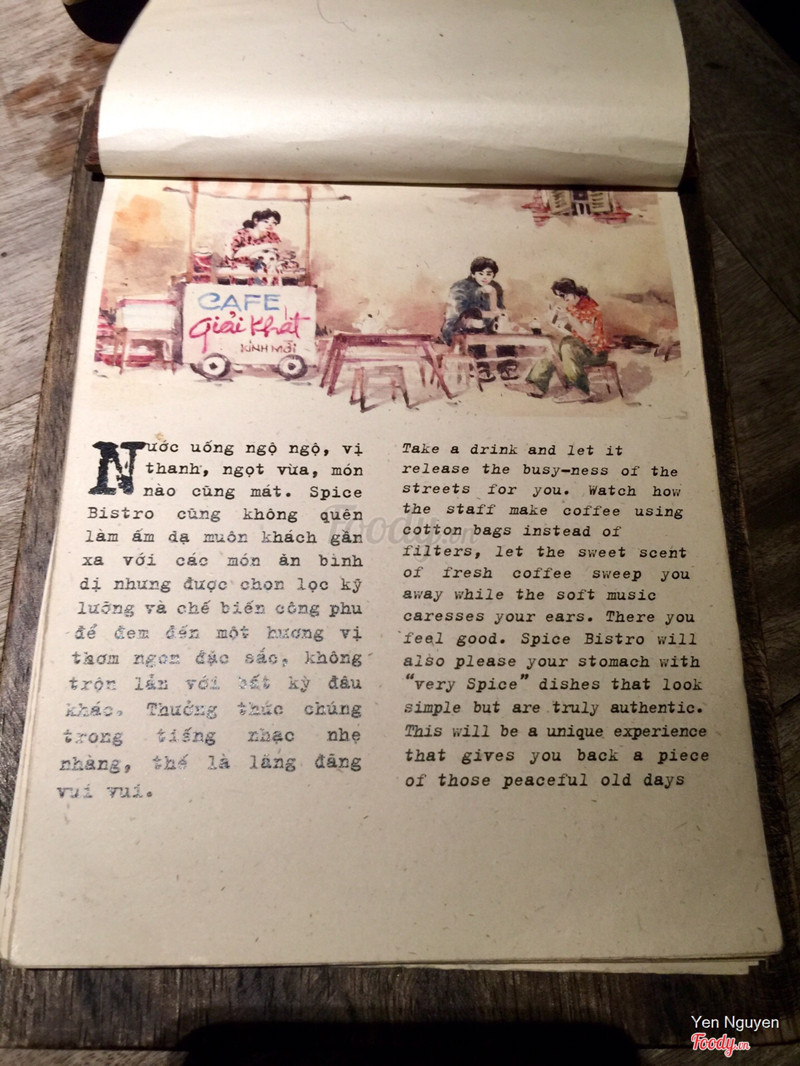 CAFE
Giải Khát
KÍNH MỜI
Nước uống ngộ ngộ, vị
thanh, ngọt vừa, món
nào cũng mát. Spice
Bistro cũng không quên
làm ấm dạ muôn khách gần
xa với các món ăn bình
dị nhưng được chọn lọc kỹ
lưỡng và chế biến công phu
để đem đến một hương vị
thơm ngon đặc sắc, không
trộn lẫn với bất kỳ đâu
khác. Thưởng thức chúng
trong tiếng nhạc nhẹ
nhàng, thế là lâng đâng
vui vui.
Take a drink and let it
release the busy-ness of the
streets for you. Watch how
the staff make coffee using
cotton bags instead of
filters, let the sweet scent
of fresh coffee sweep you
away while the soft music
caresses your ears. There you
feel good. Spice Bistro will
also please your stomach with
"very Spice" dishes that look
simple but are truly authentic.
This will be a unique experience
that gives you back a piece
of those peaceful old days
Foody.vn
Yen Nguyen
Foody.vn